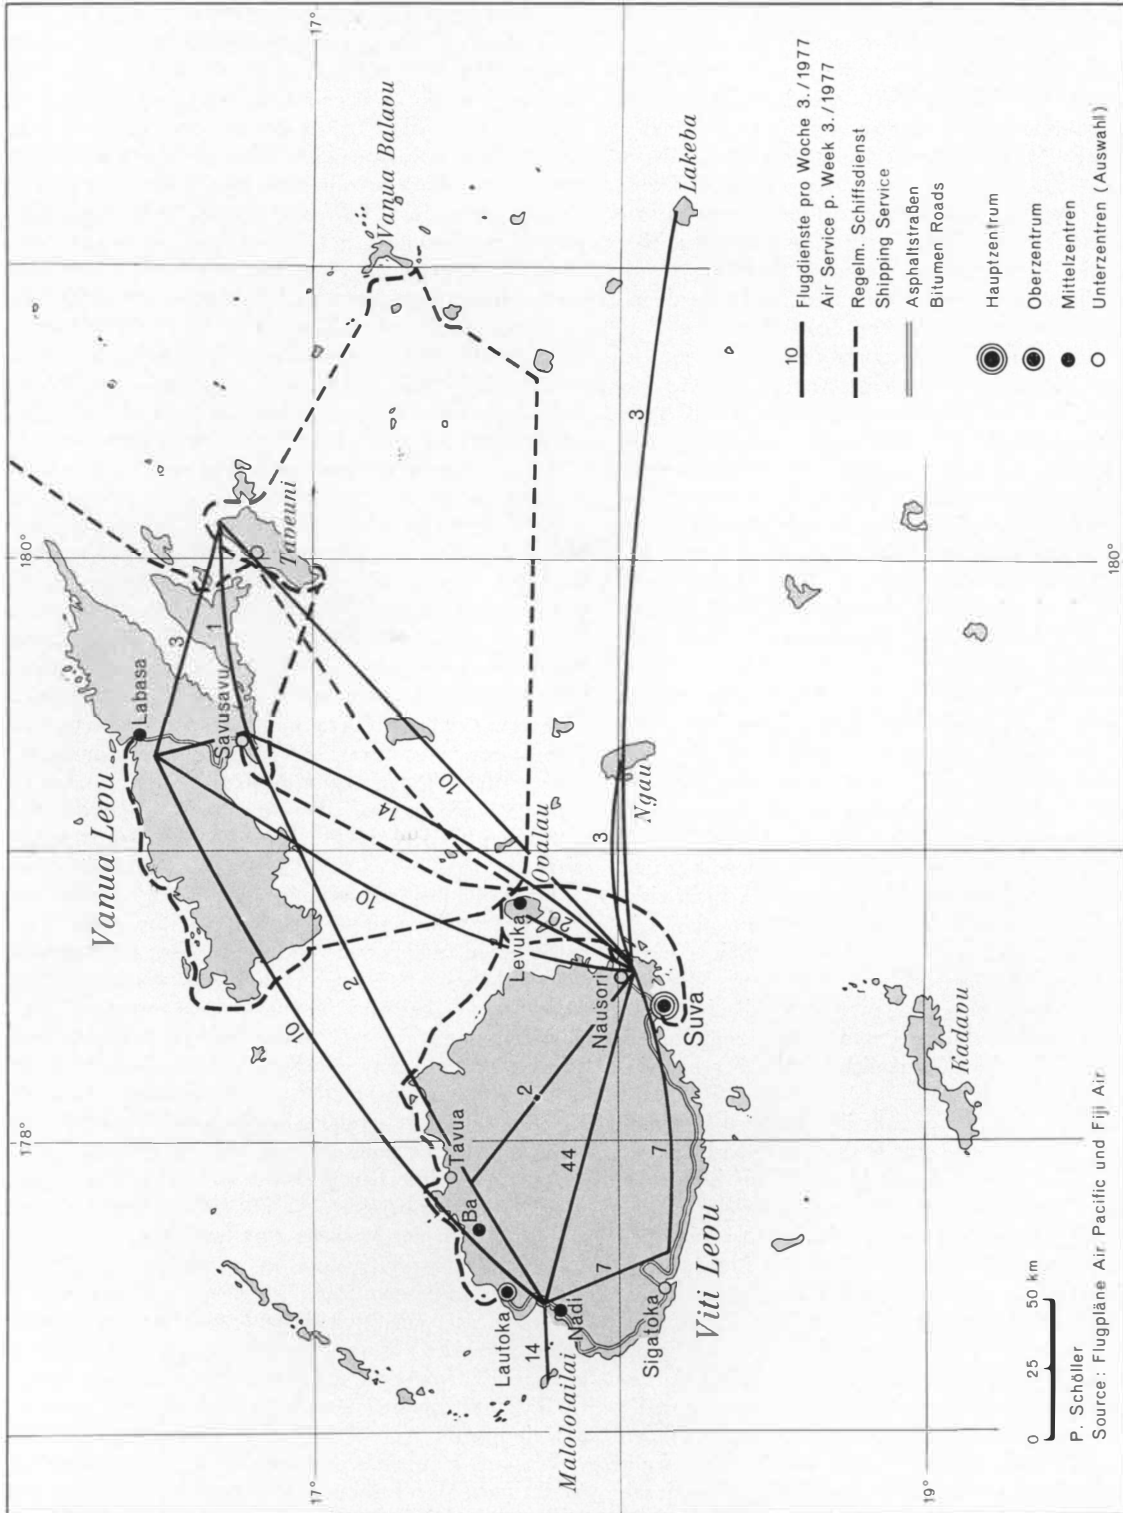 178°
180°
17°
17°
19°
180°
Vanua Levu
Labasa
Savusavu
Taveuni
Vanua Balavu
Lakeba
3
1
10
14
10
10
2
3
3
20
Ovalau
Levuka
Ngau
Nausori
Suva
Tavua
Ba
2
44
7
7
Lautoka
14
Nadi
Malololailai
Sigatoka
Viti Levu
Kadavu
10
Flugdienste pro Woche 3./1977
Air Service p. Week 3./1977
Regelm. Schiffsdienst
Shipping Service
Asphaltstraßen
Bitumen Roads
Hauptzentrum
Oberzentrum
Mittelzentren
Unterzentren (Auswahl)
0 25 50 km
P. Schöller
Source: Flugpläne Air Pacific und Fiji Air